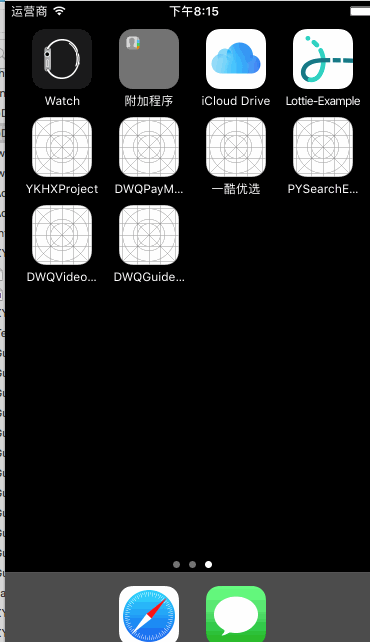 运营商 下午8:15
Watch 附加程序 iCloud Drive Lottie-Example
YKHXProject DWQPayM... 一酷优选 PYSearchE...
DWQVideo... DWQGuide...